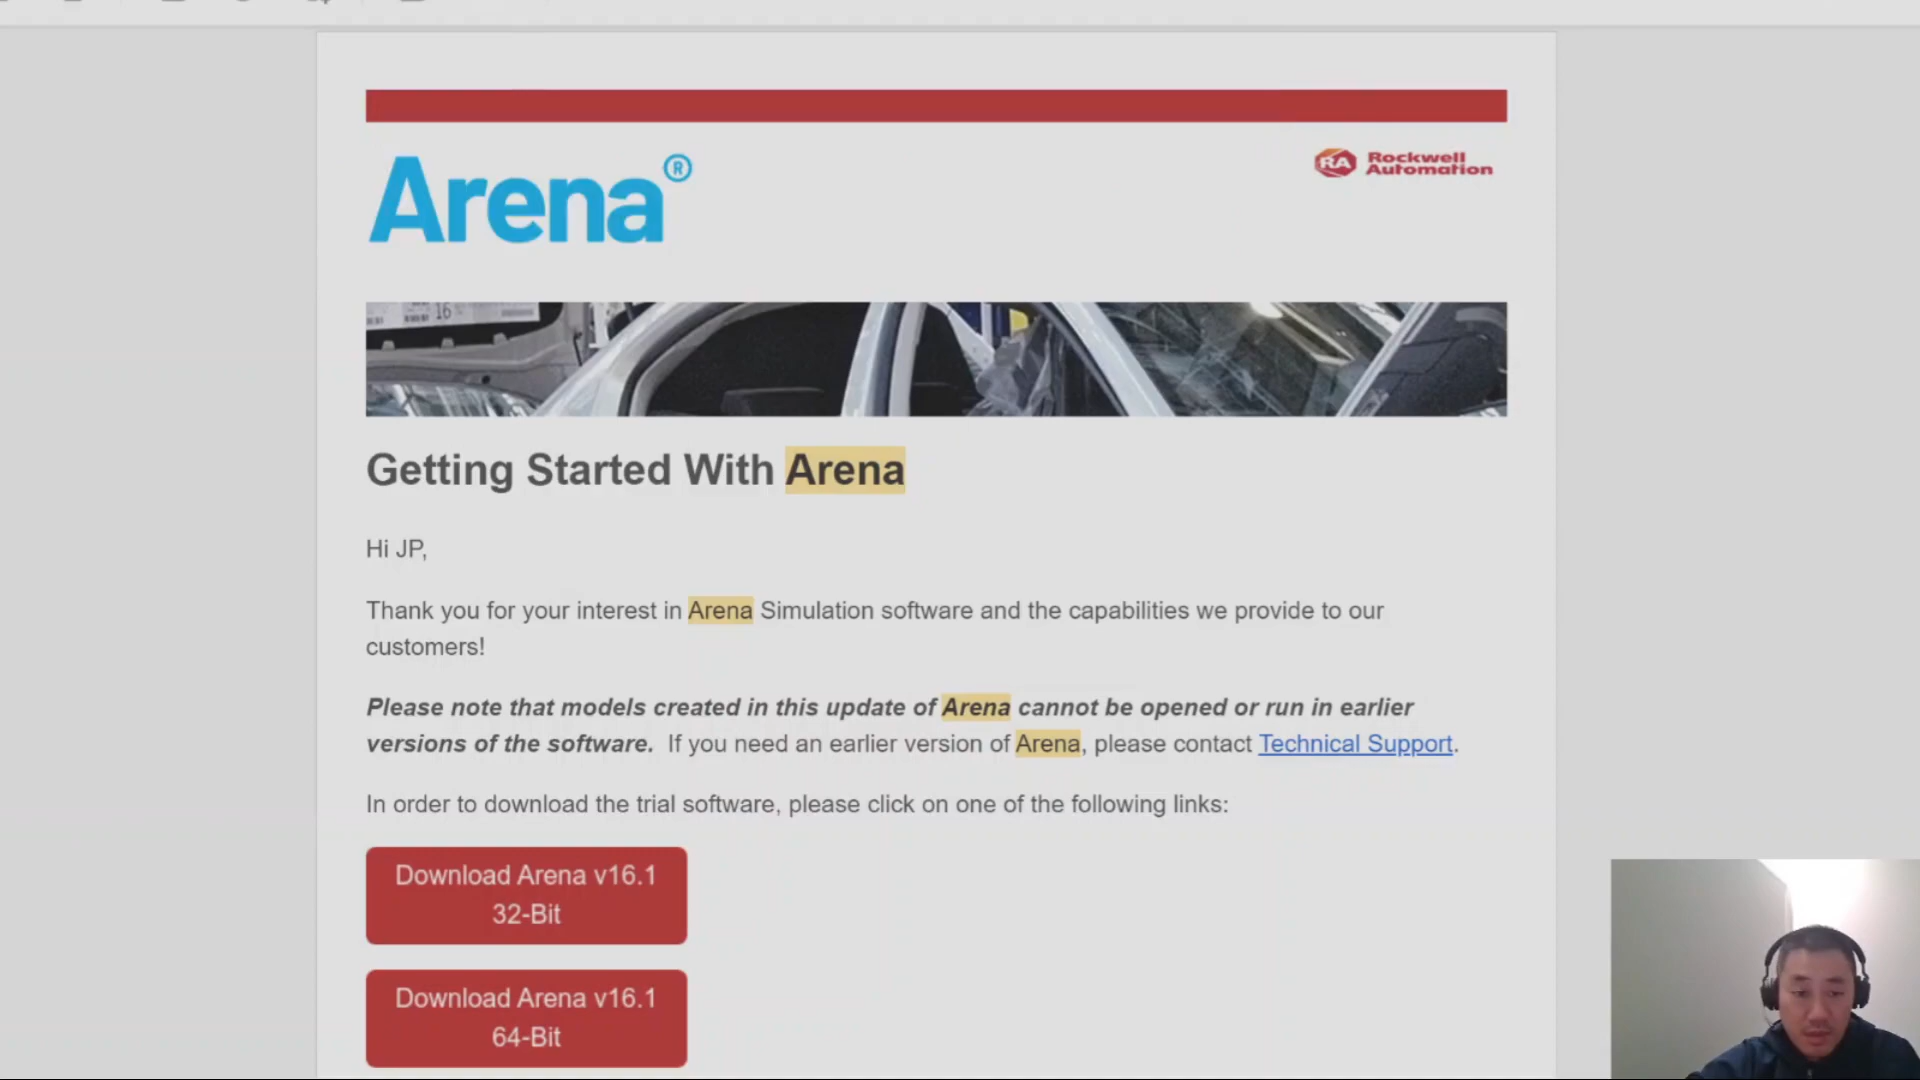 Arena®
RA Rockwell
Automation
16
Getting Started With Arena
Hi JP,
Thank you for your interest in Arena Simulation software and the capabilities we provide to our
customers!
Please note that models created in this update of Arena cannot be opened or run in earlier
versions of the software. If you need an earlier version of Arena, please contact Technical Support.
In order to download the trial software, please click on one of the following links:
Download Arena v16.1
32-Bit
Download Arena v16.1
64-Bit